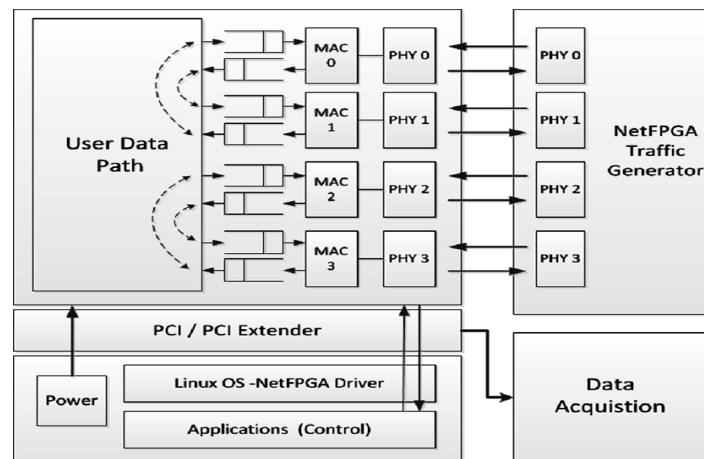 User Data
Path
MAC
0
PHY 0
MAC
1
PHY 1
MAC
2
PHY 2
MAC
3
PHY 3
PHY 0
PHY 1
PHY 2
PHY 3
NetFPGA
Traffic
Generator
PCI / PCI Extender
Power
Linux OS -NetFPGA Driver
Applications (Control)
Data
Acquistion